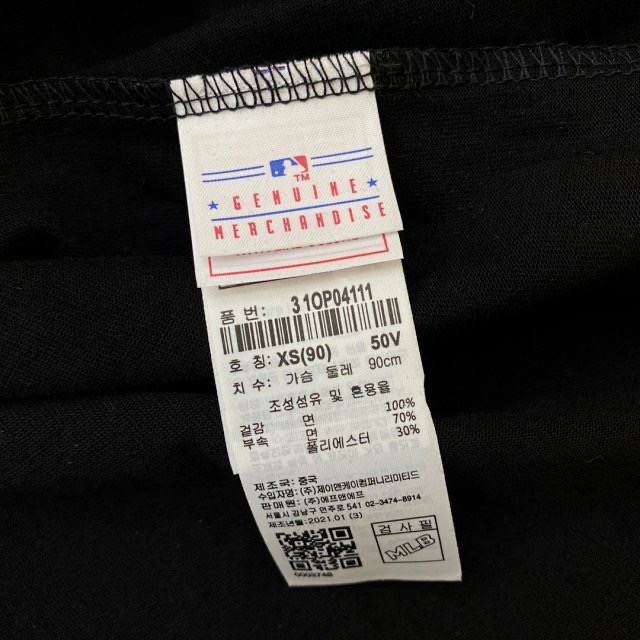 TM
GENUINE
MERCHANDISE
품 번: 31OP04111
호 칭: XS(90) 50V
치 수: 가슴 둘레 90cm
조성섬유 및 혼용율
겉감 면 100%
부속 면 70%
폴리에스터 30%
제조국: 중국
수입자명: (주)제이앤케이컴퍼니리미티드
판매원: (주)에프앤에프
서울시 강남구 언주로 541 02-3474-8914
제조년월:2021.01 (3)
검사필
MLB
0003740